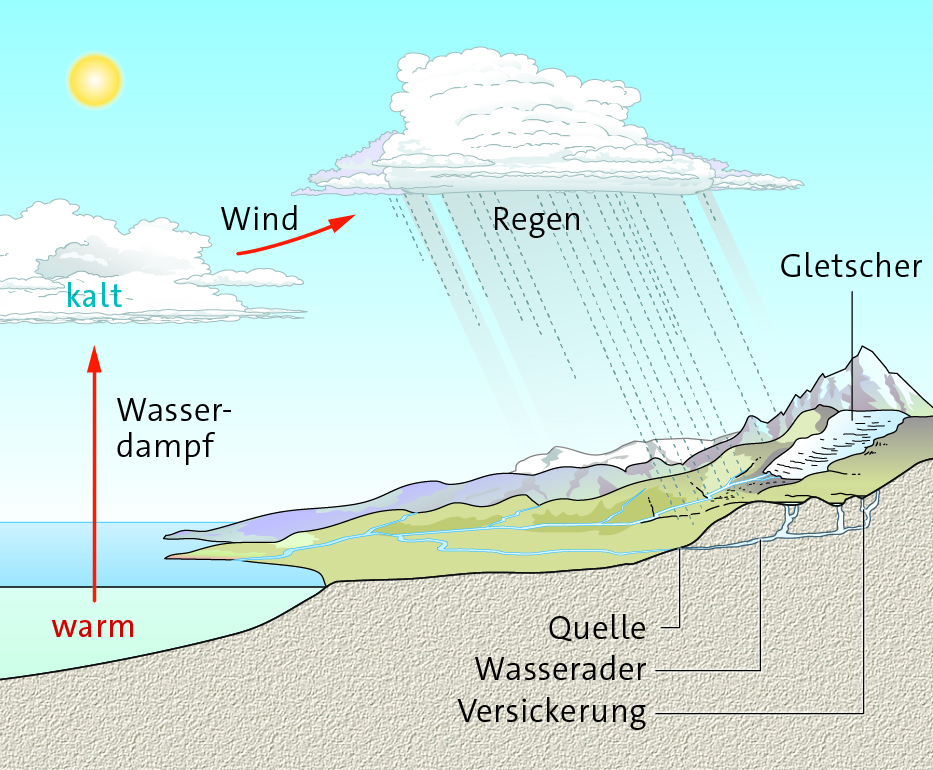 Wind
Regen
Gletscher
kalt
Wasser-
dampf
warm
Quelle
Wasserader
Versickerung